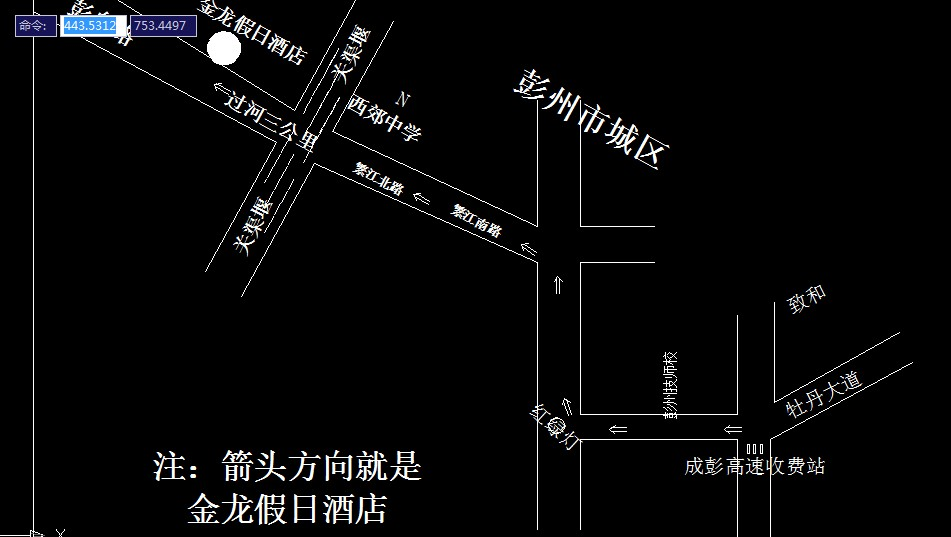 命令: 443.5312 753.4497
金龙假日酒店
关渠堰
彭州市城区
N
过河三公里
西郊中学
繁江北路
繁江南路
关渠堰
致和
彭州技师校
牡丹大道
红绿灯
成彭高速收费站
注：箭头方向就是
金龙假日酒店
X